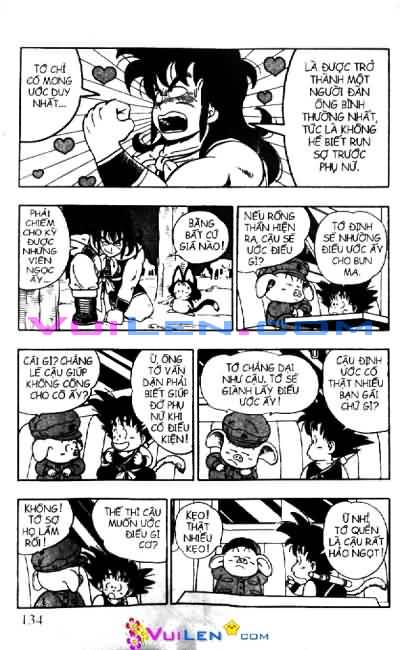 TỚ CHỈ
CÓ MONG
ƯỚC DUY
NHẤT...
LÀ ĐƯỢC TRỞ
THÀNH MỘT
NGƯỜI ĐÀN
ÔNG BÌNH
THƯỜNG NHẤT,
TỨC LÀ KHÔNG
HỀ BIẾT RUN
SỢ TRƯỚC
PHỤ NỮ.
PHẢI
CHIẾM
CHO KỲ
ĐƯỢC
NHỮNG
VIÊN
NGỌC
ẤY...
BẰNG
BẤT CỨ
GIÁ NÀO!
NẾU RỒNG
THẦN HIỆN
RA, CẬU SẼ
ƯỚC ĐIỀU
GÌ?
TỚ ĐỊNH
SẼ NHƯỜNG
ĐIỀU ƯỚC ẤY
CHO BUN
MA.
VUILEN.COM
CÁI GÌ? CHẲNG
LẼ CẬU GIÚP
KHÔNG CÔNG
CHO CÔ ẤY?
Ừ, ÔNG
TỚ VẪN
DẶN PHẢI
BIẾT GIÚP
ĐỠ PHỤ
NỮ KHI
CÓ ĐIỀU
KIỆN!
TỚ CHẲNG DẠI
NHƯ CẬU. TỚ SẼ
GIÀNH LẤY ĐIỀU
ƯỚC ẤY!
CẬU ĐỊNH
ƯỚC CÓ
THẬT NHIỀU
BẠN GÁI
CHỨ GÌ?
KHÔNG!
TỚ SỢ
HỌ LẮM
RỒI!
THẾ THÌ CẬU
MUỐN ƯỚC
ĐIỀU GÌ
CƠ?
KẸO!
THẬT
NHIỀU
KẸO!
Ừ NHỈ,
TỚ QUÊN
LÀ CẬU RẤT
HẢO NGỌT!
134
VUILEN.COM